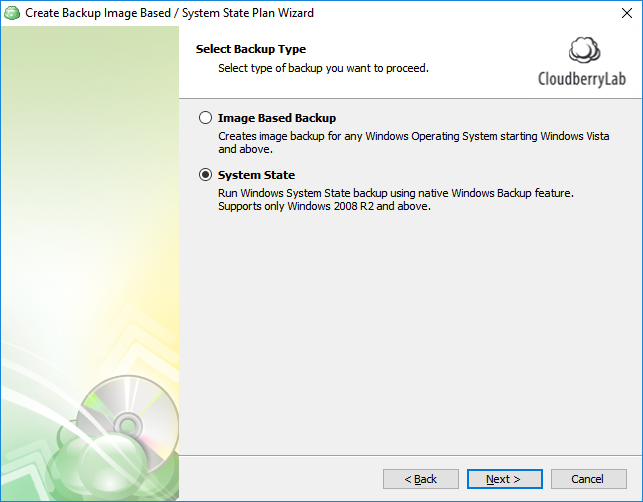 Create Backup Image Based / System State Plan Wizard
Select Backup Type
Select type of backup you want to proceed.
CloudberryLab
Image Based Backup
Creates image backup for any Windows Operating System starting Windows Vista
and above.
System State
Run Windows System State backup using native Windows Backup feature.
Supports only Windows 2008 R2 and above.
< Back
Next >
Cancel